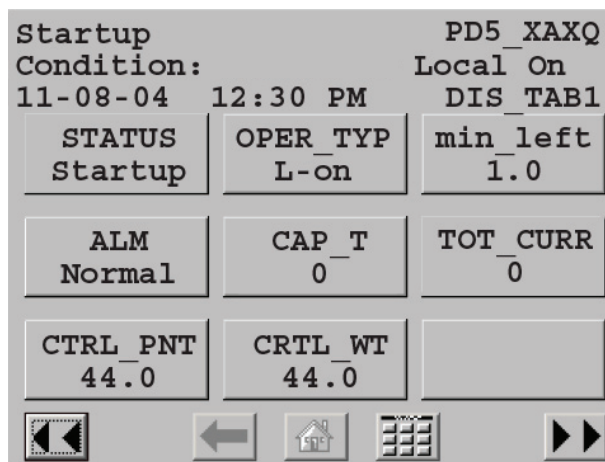 Startup PD5_XAXQ
Condition: Local On
11-08-04 12:30 PM DIS_TAB1
STATUS OPER_TYP min_left
Startup L-on 1.0
ALM CAP_T TOT_CURR
Normal 0 0
CTRL_PNT CRTL_WT
44.0 44.0